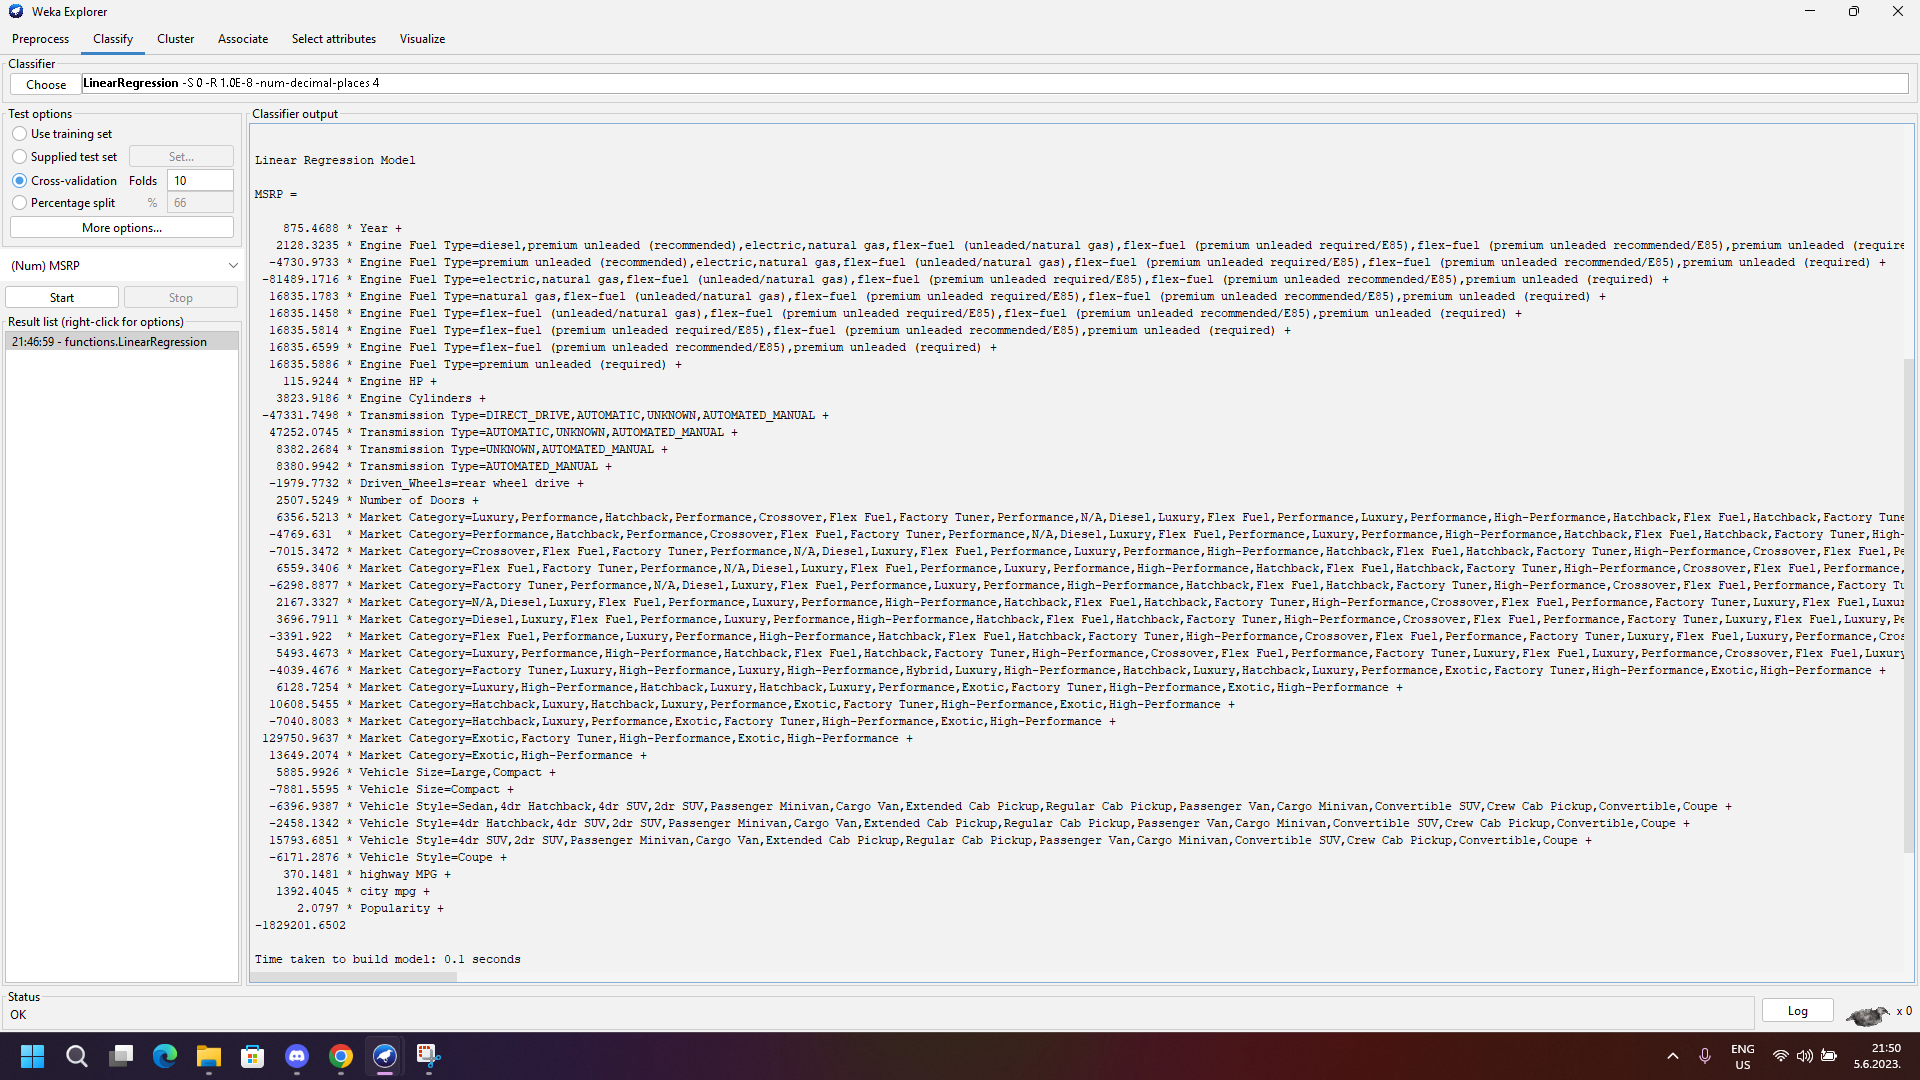 Weka Explorer
Preprocess Classify Cluster Associate Select attributes Visualize
Classifier
Choose LinearRegression -S 0 -R 1.0E-8 -num-decimal-places 4
Test options
Use training set
Supplied test set Set...
Cross-validation Folds 10
Percentage split % 66
More options...
(Num) MSRP
Start Stop
Result list (right-click for options)
21:46:59 - functions.LinearRegression
Classifier output
Linear Regression Model
MSRP =
875.4688 * Year +
2128.3235 * Engine Fuel Type=diesel,premium unleaded (recommended),electric,natural gas,flex-fuel (unleaded/natural gas),flex-fuel (premium unleaded required/E85),flex-fuel (premium unleaded recommended/E85),premium unleaded (require
-4730.9733 * Engine Fuel Type=premium unleaded (recommended),electric,natural gas,flex-fuel (unleaded/natural gas),flex-fuel (premium unleaded required/E85),flex-fuel (premium unleaded recommended/E85),premium unleaded (required) +
-81489.1716 * Engine Fuel Type=electric,natural gas,flex-fuel (unleaded/natural gas),flex-fuel (premium unleaded required/E85),flex-fuel (premium unleaded recommended/E85),premium unleaded (required) +
16835.1783 * Engine Fuel Type=natural gas,flex-fuel (unleaded/natural gas),flex-fuel (premium unleaded required/E85),flex-fuel (premium unleaded recommended/E85),premium unleaded (required) +
16835.1458 * Engine Fuel Type=flex-fuel (unleaded/natural gas),flex-fuel (premium unleaded required/E85),flex-fuel (premium unleaded recommended/E85),premium unleaded (required) +
16835.5814 * Engine Fuel Type=flex-fuel (premium unleaded required/E85),flex-fuel (premium unleaded recommended/E85),premium unleaded (required) +
16835.6599 * Engine Fuel Type=flex-fuel (premium unleaded recommended/E85),premium unleaded (required) +
16835.5886 * Engine Fuel Type=premium unleaded (required) +
115.9244 * Engine HP +
3823.9186 * Engine Cylinders +
-47331.7498 * Transmission Type=DIRECT_DRIVE,AUTOMATIC,UNKNOWN,AUTOMATED_MANUAL +
47252.0745 * Transmission Type=AUTOMATIC,UNKNOWN,AUTOMATED_MANUAL +
8382.2684 * Transmission Type=UNKNOWN,AUTOMATED_MANUAL +
8380.9942 * Transmission Type=AUTOMATED_MANUAL +
-1979.7732 * Driven_Wheels=rear wheel drive +
2507.5249 * Number of Doors +
6356.5213 * Market Category=Luxury,Performance,Hatchback,Performance,Crossover,Flex Fuel,Factory Tuner,Performance,N/A,Diesel,Luxury,Flex Fuel,Performance,Luxury,Performance,High-Performance,Hatchback,Flex Fuel,Hatchback,Factory Tune
-4769.631 * Market Category=Performance,Hatchback,Performance,Crossover,Flex Fuel,Factory Tuner,Performance,N/A,Diesel,Luxury,Flex Fuel,Performance,Luxury,Performance,High-Performance,Hatchback,Flex Fuel,Hatchback,Factory Tuner,High-
-7015.3472 * Market Category=Crossover,Flex Fuel,Factory Tuner,Performance,N/A,Diesel,Luxury,Flex Fuel,Performance,Luxury,Performance,High-Performance,Hatchback,Flex Fuel,Hatchback,Factory Tuner,High-Performance,Crossover,Flex Fuel,Pe
6559.3406 * Market Category=Flex Fuel,Factory Tuner,Performance,N/A,Diesel,Luxury,Flex Fuel,Performance,Luxury,Performance,High-Performance,Hatchback,Flex Fuel,Hatchback,Factory Tuner,High-Performance,Crossover,Flex Fuel,Performance,
-6298.8877 * Market Category=Factory Tuner,Performance,N/A,Diesel,Luxury,Flex Fuel,Performance,Luxury,Performance,High-Performance,Hatchback,Flex Fuel,Hatchback,Factory Tuner,High-Performance,Crossover,Flex Fuel,Performance,Factory Tu
2167.3327 * Market Category=N/A,Diesel,Luxury,Flex Fuel,Performance,Luxury,Performance,High-Performance,Hatchback,Flex Fuel,Hatchback,Factory Tuner,High-Performance,Crossover,Flex Fuel,Performance,Factory Tuner,Luxury,Flex Fuel,Luxur
3696.7911 * Market Category=Diesel,Luxury,Flex Fuel,Performance,Luxury,Performance,High-Performance,Hatchback,Flex Fuel,Hatchback,Factory Tuner,High-Performance,Crossover,Flex Fuel,Performance,Factory Tuner,Luxury,Flex Fuel,Luxury,Pe
-3391.922 * Market Category=Flex Fuel,Performance,Luxury,Performance,High-Performance,Hatchback,Flex Fuel,Hatchback,Factory Tuner,High-Performance,Crossover,Flex Fuel,Performance,Factory Tuner,Luxury,Flex Fuel,Luxury,Performance,Cros
5493.4673 * Market Category=Luxury,Performance,High-Performance,Hatchback,Flex Fuel,Hatchback,Factory Tuner,High-Performance,Crossover,Flex Fuel,Performance,Factory Tuner,Luxury,Flex Fuel,Luxury,Performance,Crossover,Flex Fuel,Luxury
-4039.4676 * Market Category=Factory Tuner,Luxury,High-Performance,Luxury,High-Performance,Hybrid,Luxury,High-Performance,Hatchback,Luxury,Hatchback,Luxury,Performance,Exotic,Factory Tuner,High-Performance,Exotic,High-Performance +
6128.7254 * Market Category=Luxury,High-Performance,Hatchback,Luxury,Hatchback,Luxury,Performance,Exotic,Factory Tuner,High-Performance,Exotic,High-Performance +
10608.5455 * Market Category=Hatchback,Luxury,Hatchback,Luxury,Performance,Exotic,Factory Tuner,High-Performance,Exotic,High-Performance +
-7040.8083 * Market Category=Hatchback,Luxury,Performance,Exotic,Factory Tuner,High-Performance,Exotic,High-Performance +
129750.9637 * Market Category=Exotic,Factory Tuner,High-Performance,Exotic,High-Performance +
13649.2074 * Market Category=Exotic,High-Performance +
5885.9926 * Vehicle Size=Large,Compact +
-7881.5595 * Vehicle Size=Compact +
-6396.9387 * Vehicle Style=Sedan,4dr Hatchback,4dr SUV,2dr SUV,Passenger Minivan,Cargo Van,Extended Cab Pickup,Regular Cab Pickup,Passenger Van,Cargo Minivan,Convertible SUV,Crew Cab Pickup,Convertible,Coupe +
-2458.1342 * Vehicle Style=4dr Hatchback,4dr SUV,2dr SUV,Passenger Minivan,Cargo Van,Extended Cab Pickup,Regular Cab Pickup,Passenger Van,Cargo Minivan,Convertible SUV,Crew Cab Pickup,Convertible,Coupe +
15793.6851 * Vehicle Style=4dr SUV,2dr SUV,Passenger Minivan,Cargo Van,Extended Cab Pickup,Regular Cab Pickup,Passenger Van,Cargo Minivan,Convertible SUV,Crew Cab Pickup,Convertible,Coupe +
-6171.2876 * Vehicle Style=Coupe +
370.1481 * highway MPG +
1392.4045 * city mpg +
2.0797 * Popularity +
-1829201.6502
Time taken to build model: 0.1 seconds
Status
OK
Log x 0
ENG
US
21:50
5.6.2023.